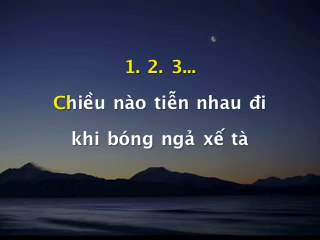 1. 2. 3...
Chiều nào tiễn nhau đi
khi bóng ngả xế tà